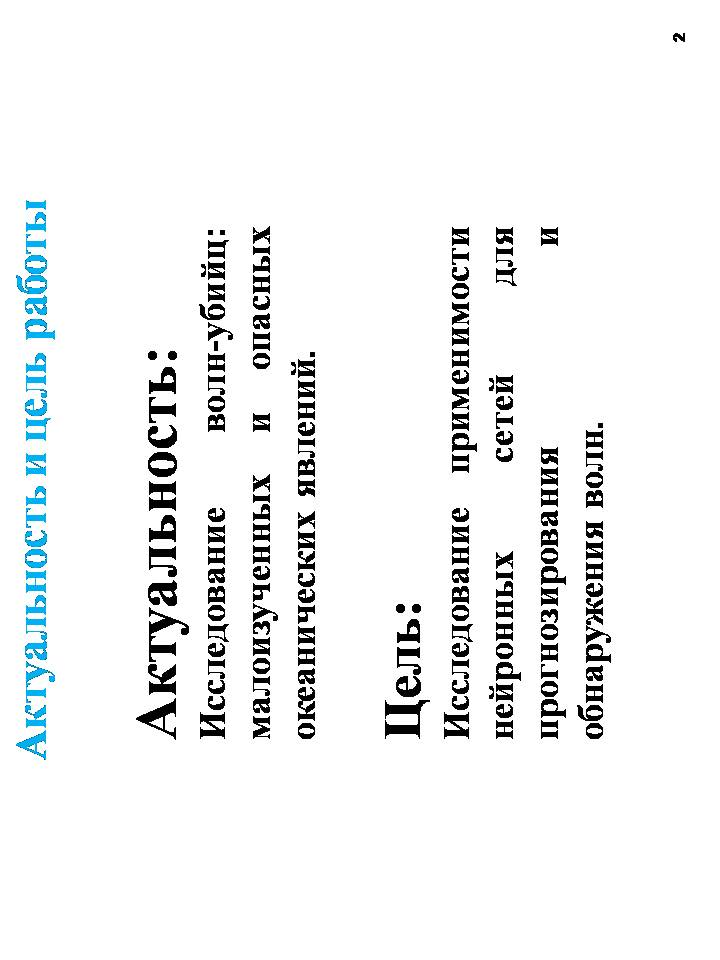 Актуальность и цель работы
Актуальность:
Исследование волн-убийц:
малоизученных и опасных
океанических явлений.
Цель:
Исследование применимости
нейронных сетей для
прогнозирования и
обнаружения волн.
2